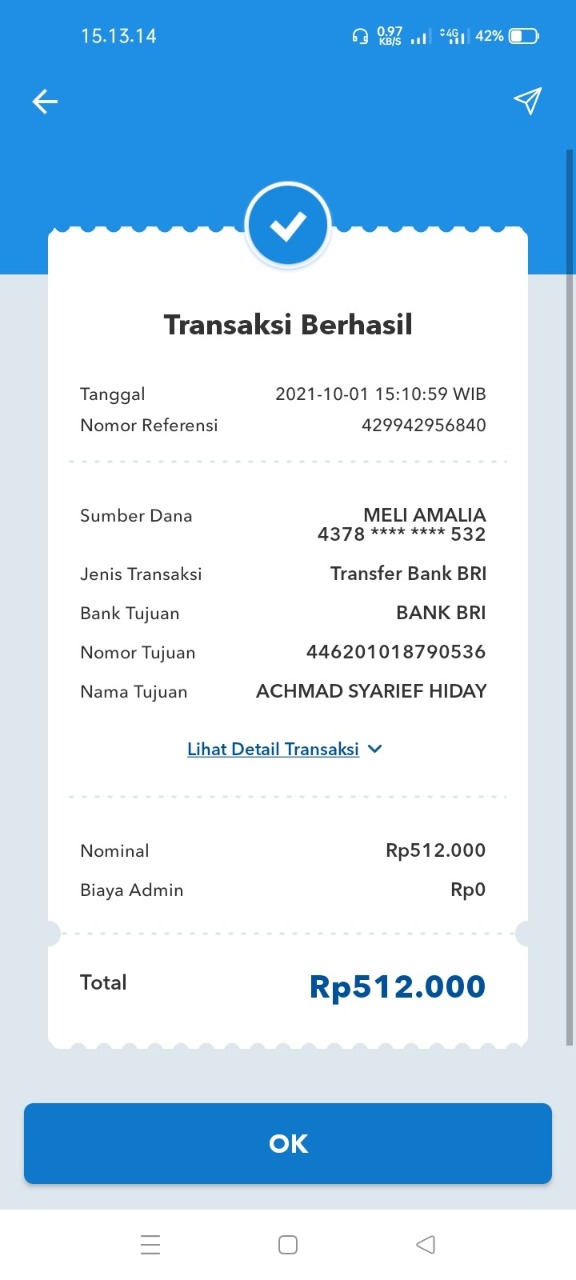 15.13.14 0.97 KB/S 4G 42%
Transaksi Berhasil
Tanggal 2021-10-01 15:10:59 WIB
Nomor Referensi 429942956840
Sumber Dana MELI AMALIA
4378 **** **** 532
Jenis Transaksi Transfer Bank BRI
Bank Tujuan BANK BRI
Nomor Tujuan 446201018790536
Nama Tujuan ACHMAD SYARIEF HIDAY
Lihat Detail Transaksi
Nominal Rp512.000
Biaya Admin Rp0
Total Rp512.000
OK